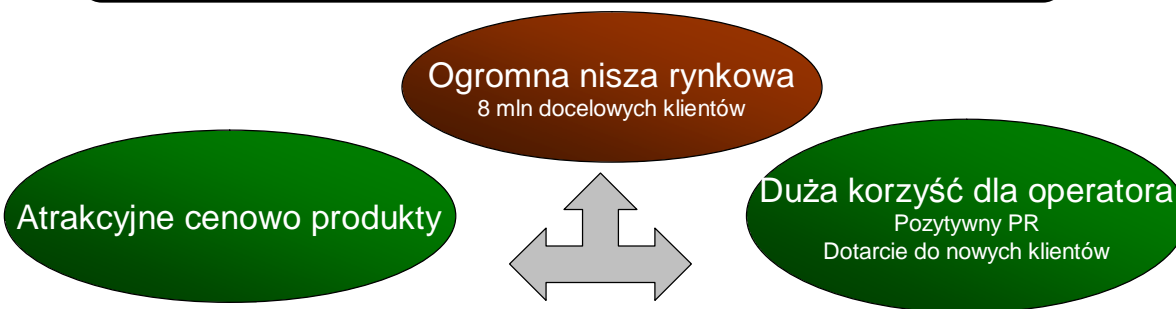 Ogromna nisza rynkowa
8 mln docelowych klientów
Atrakcyjne cenowo produkty
Duża korzyść dla operatora
Pozytywny PR
Dotarcie do nowych klientów